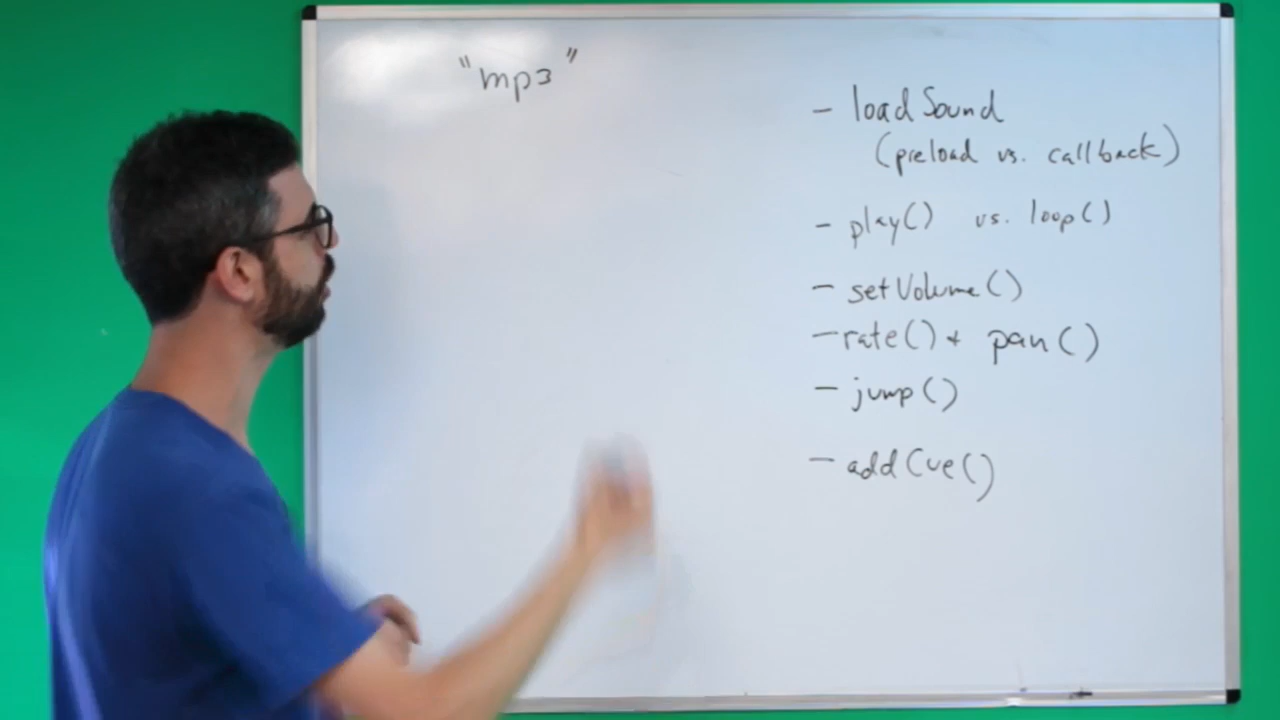 "mp3"
- loadSound
(preload vs. callback)
- play() vs. loop()
- setVolume()
- rate() + pan()
- jump()
- addCue()